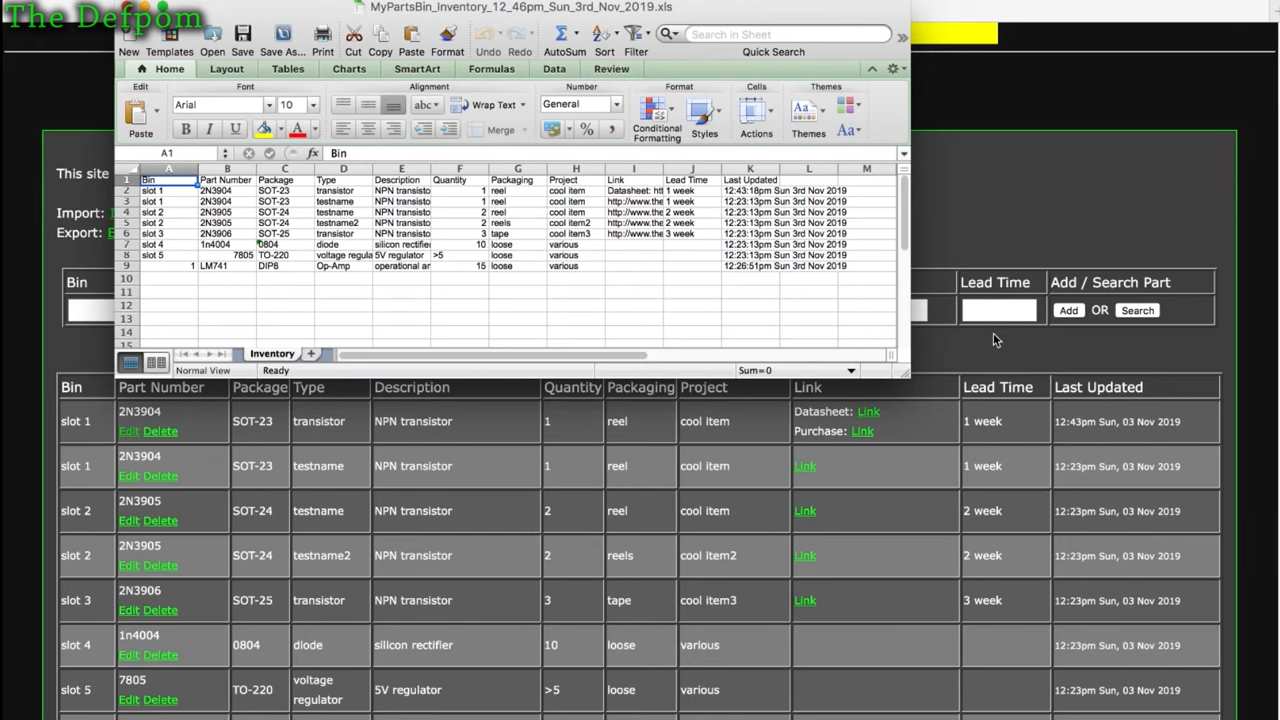 The Defpom
MyPartsBin_Inventory_12_46pm_Sun_3rd_Nov_2019.xls
New Templates Open Save Save As... Print Cut Copy Paste Format Undo Redo AutoSum Sort Filter Quick Search
Search in Sheet
Home Layout Tables Charts SmartArt Formulas Data Review
Edit Font Alignment Number Format Cells Themes
Paste Arial 10 abc Wrap Text General
B I U A Merge % , Conditional Formatting Styles Actions Themes Aa
A1 fx Bin
A B C D E F G H I J K L M
1 Bin Part Number Package Type Description Quantity Packaging Project Link Lead Time Last Updated
2 slot 1 2N3904 SOT-23 transistor NPN transisto 1 reel cool item Datasheet: ht 1 week 12:43:18pm Sun 3rd Nov 2019
3 slot 1 2N3904 SOT-23 testname NPN transisto 1 reel cool item http://www.the 1 week 12:23:13pm Sun 3rd Nov 2019
4 slot 2 2N3905 SOT-24 testname NPN transisto 2 reel cool item http://www.the 2 week 12:23:13pm Sun 3rd Nov 2019
5 slot 2 2N3905 SOT-24 testname2 NPN transisto 2 reels cool item2 http://www.the 2 week 12:23:13pm Sun 3rd Nov 2019
6 slot 3 2N3906 SOT-25 transistor NPN transisto 3 tape cool item3 http://www.the 3 week 12:23:13pm Sun 3rd Nov 2019
7 slot 4 1n4004 0804 diode silicon rectifier 10 loose various 12:23:13pm Sun 3rd Nov 2019
8 slot 5 7805 TO-220 voltage regula 5V regulator >5 loose various 12:23:13pm Sun 3rd Nov 2019
9 1 LM741 DIP8 Op-Amp operational ar 15 loose various 12:26:51pm Sun 3rd Nov 2019
10
11
12
13
14
15
Inventory
Normal View Ready Sum=0
This site
Import:
Export:
Bin Lead Time Add / Search Part
Add OR Search
Bin Part Number Package Type Description Quantity Packaging Project Link Lead Time Last Updated
slot 1 2N3904 Edit Delete SOT-23 transistor NPN transistor 1 reel cool item Datasheet: Link Purchase: Link 1 week 12:43pm Sun, 03 Nov 2019
slot 1 2N3904 Edit Delete SOT-23 testname NPN transistor 1 reel cool item Link 1 week 12:23pm Sun, 03 Nov 2019
slot 2 2N3905 Edit Delete SOT-24 testname NPN transistor 2 reel cool item Link 2 week 12:23pm Sun, 03 Nov 2019
slot 2 2N3905 Edit Delete SOT-24 testname2 NPN transistor 2 reels cool item2 Link 2 week 12:23pm Sun, 03 Nov 2019
slot 3 2N3906 Edit Delete SOT-25 transistor NPN transistor 3 tape cool item3 Link 3 week 12:23pm Sun, 03 Nov 2019
slot 4 1n4004 Edit Delete 0804 diode silicon rectifier 10 loose various 12:23pm Sun, 03 Nov 2019
slot 5 7805 Edit Delete TO-220 voltage regulator 5V regulator >5 loose various 12:23pm Sun, 03 Nov 2019